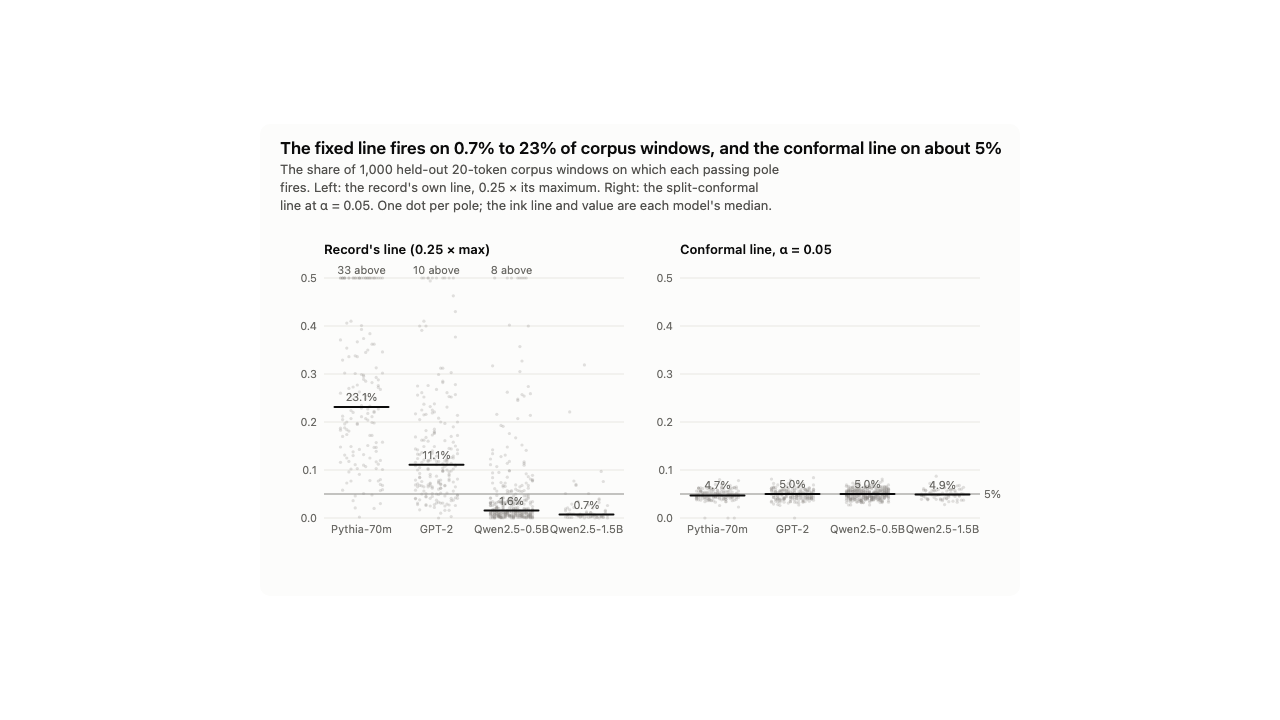 The fixed line fires on 0.7% to 23% of corpus windows, and the conformal line on about 5%
The share of 1,000 held-out 20-token corpus windows on which each passing pole
fires. Left: the record's own line, 0.25 × its maximum. Right: the split-conformal
line at α = 0.05. One dot per pole; the ink line and value are each model's median.
Record's line (0.25 × max)
33 above
10 above
8 above
0.5
0.4
0.3
0.2
0.1
0.0
23.1%
11.1%
1.6%
0.7%
Pythia-70m
GPT-2
Qwen2.5-0.5B
Qwen2.5-1.5B
Conformal line, α = 0.05
0.5
0.4
0.3
0.2
0.1
0.0
4.7%
5.0%
5.0%
4.9%
5%
Pythia-70m
GPT-2
Qwen2.5-0.5B
Qwen2.5-1.5B